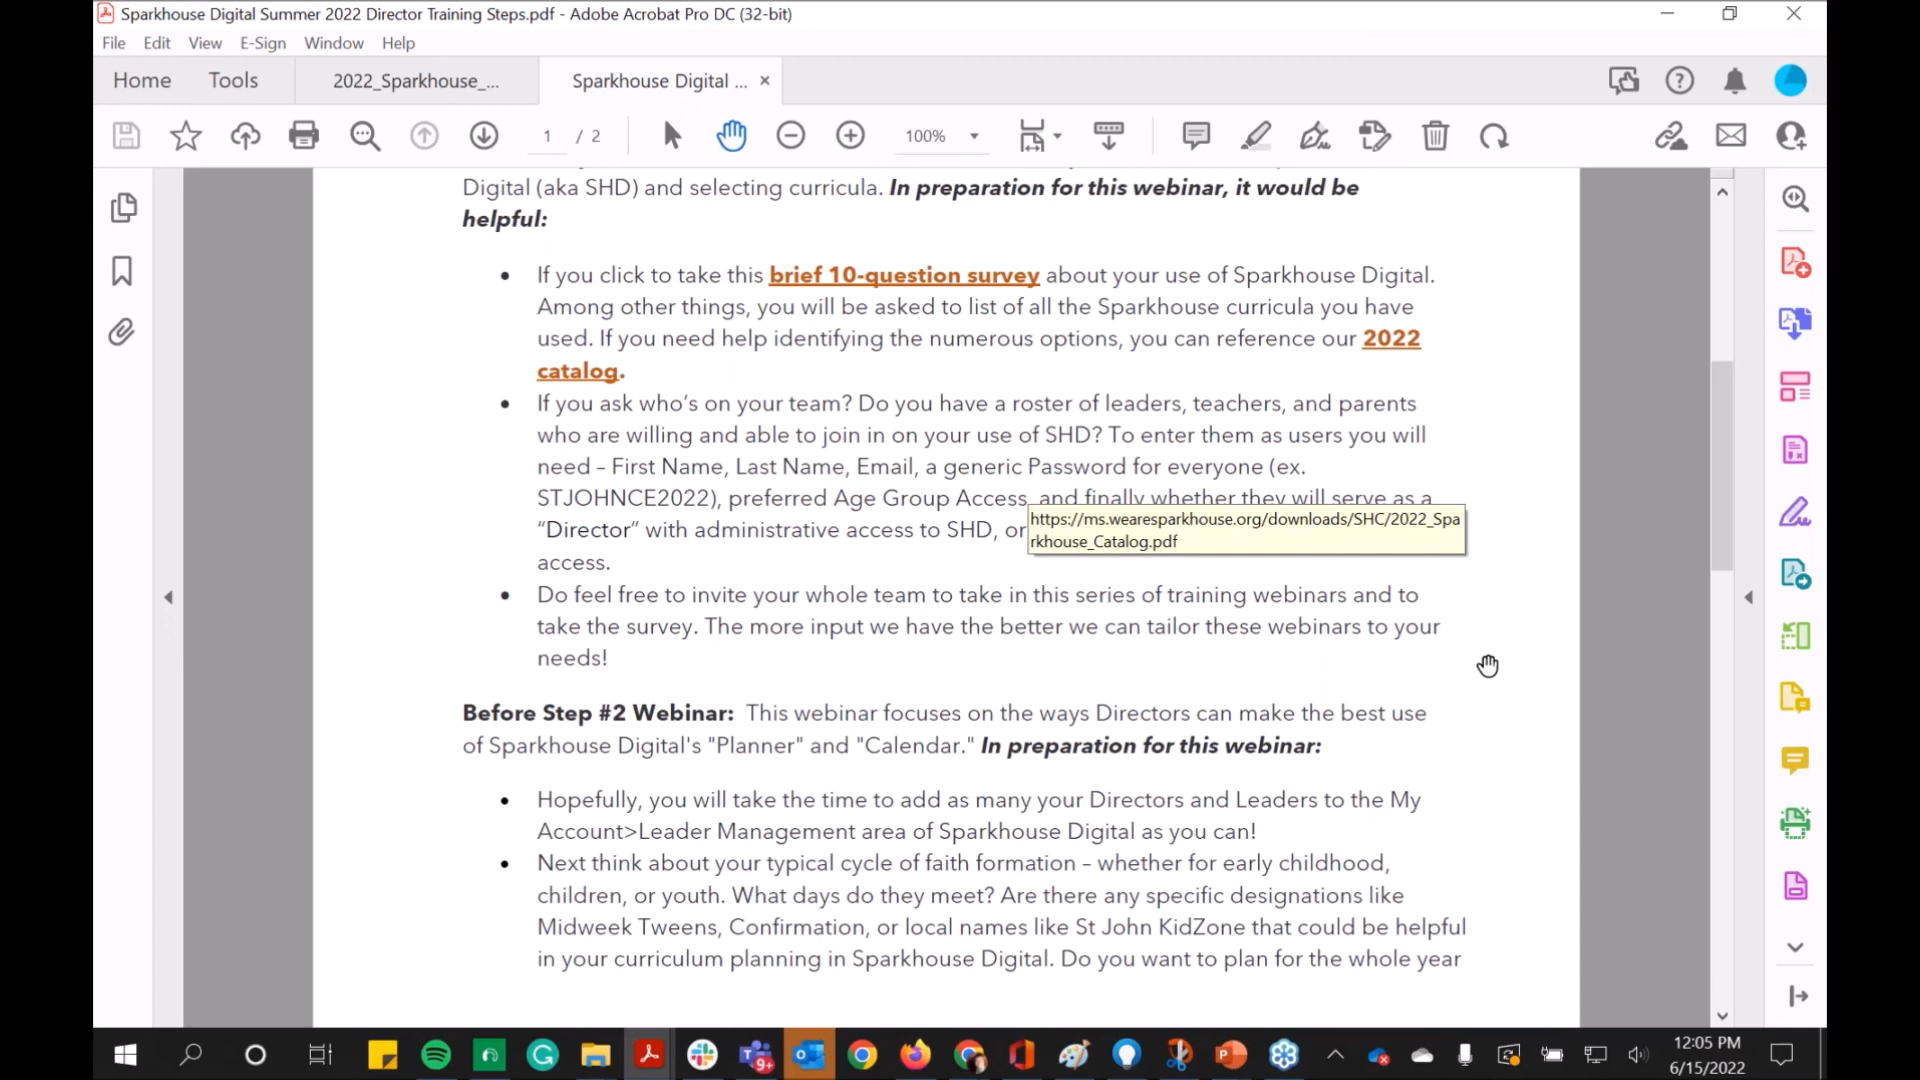 Sparkhouse Digital Summer 2022 Director Training Steps.pdf - Adobe Acrobat Pro DC (32-bit)
File Edit View E-Sign Window Help
Home Tools 2022_Sparkhouse_... Sparkhouse Digital ... ×
1 / 2 100%
Digital (aka SHD) and selecting curricula. In preparation for this webinar, it would be
helpful:
• If you click to take this brief 10-question survey about your use of Sparkhouse Digital.
Among other things, you will be asked to list of all the Sparkhouse curricula you have
used. If you need help identifying the numerous options, you can reference our 2022
catalog.
• If you ask who's on your team? Do you have a roster of leaders, teachers, and parents
who are willing and able to join in on your use of SHD? To enter them as users you will
need – First Name, Last Name, Email, a generic Password for everyone (ex.
STJOHNCE2022), preferred Age Group Access, and finally whether they will serve as a
"Director" with administrative access to SHD, or
https://ms.wearesparkhouse.org/downloads/SHC/2022_Spa
rkhouse_Catalog.pdf
access.
• Do feel free to invite your whole team to take in this series of training webinars and to
take the survey. The more input we have the better we can tailor these webinars to your
needs!
Before Step #2 Webinar: This webinar focuses on the ways Directors can make the best use
of Sparkhouse Digital's "Planner" and "Calendar." In preparation for this webinar:
• Hopefully, you will take the time to add as many your Directors and Leaders to the My
Account>Leader Management area of Sparkhouse Digital as you can!
• Next think about your typical cycle of faith formation – whether for early childhood,
children, or youth. What days do they meet? Are there any specific designations like
Midweek Tweens, Confirmation, or local names like St John KidZone that could be helpful
in your curriculum planning in Sparkhouse Digital. Do you want to plan for the whole year
9+
12:05 PM
6/15/2022